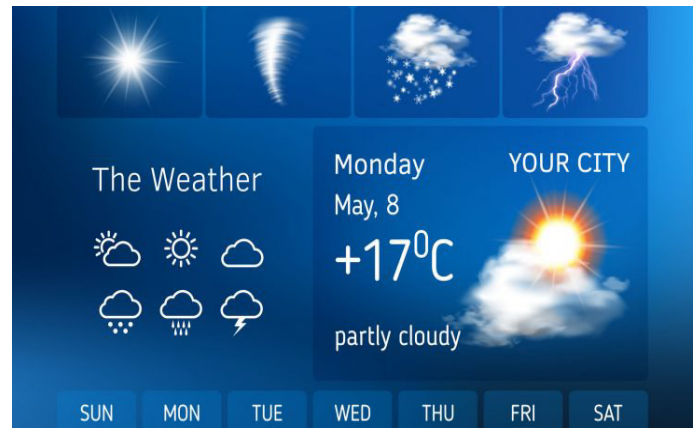 The Weather
Monday
YOUR CITY
May, 8
+17⁰C
partly cloudy
SUN MON TUE WED THU FRI SAT